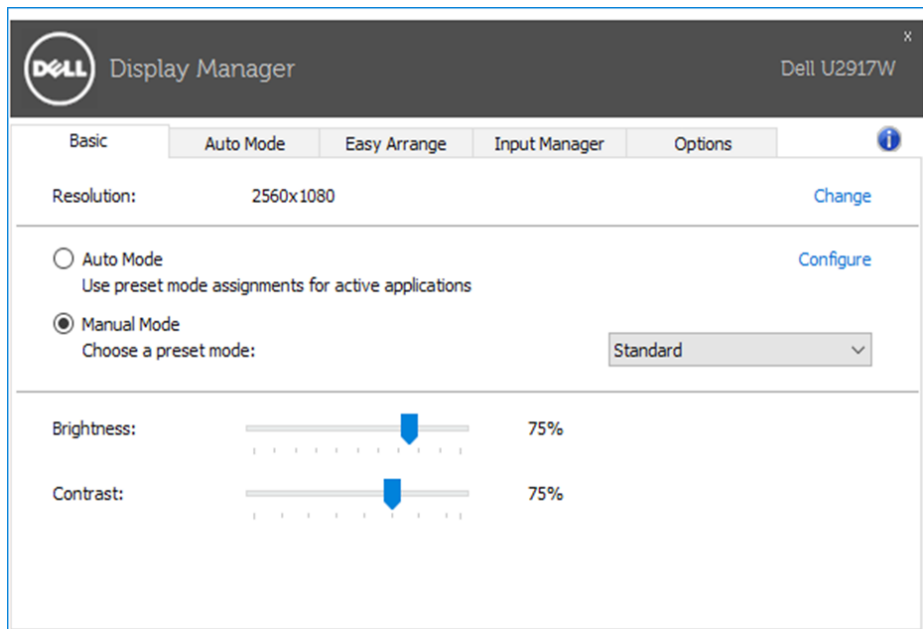 x
DELL Display Manager Dell U2917W
Basic Auto Mode Easy Arrange Input Manager Options i
Resolution: 2560x1080 Change
Auto Mode Configure
Use preset mode assignments for active applications
Manual Mode
Choose a preset mode: Standard
Brightness: 75%
Contrast: 75%